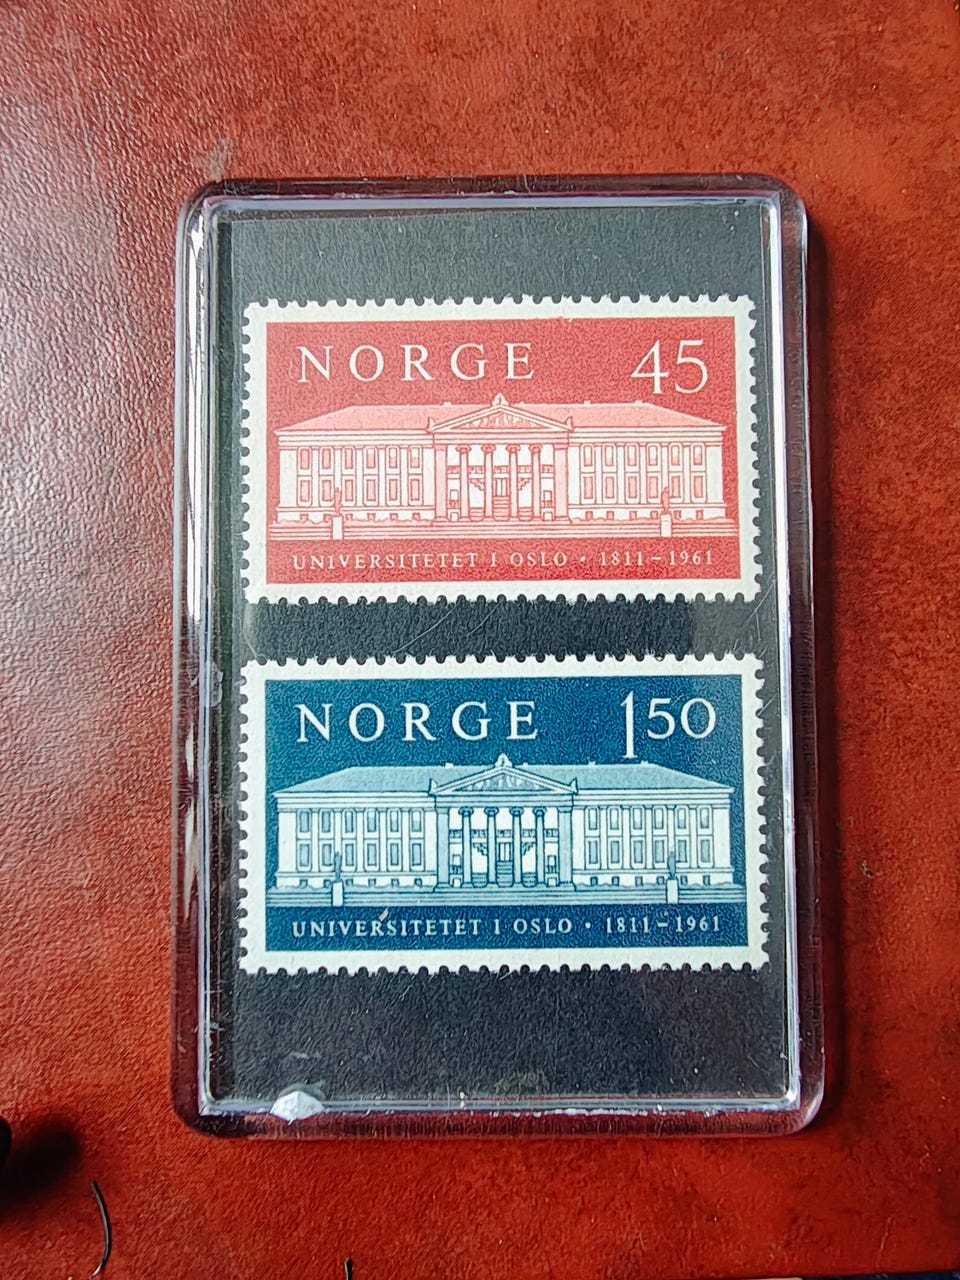 NORGE 45
UNIVERSITETET I OSLO · 1811–1961
NORGE 1.50
UNIVERSITETET I OSLO · 1811–1961